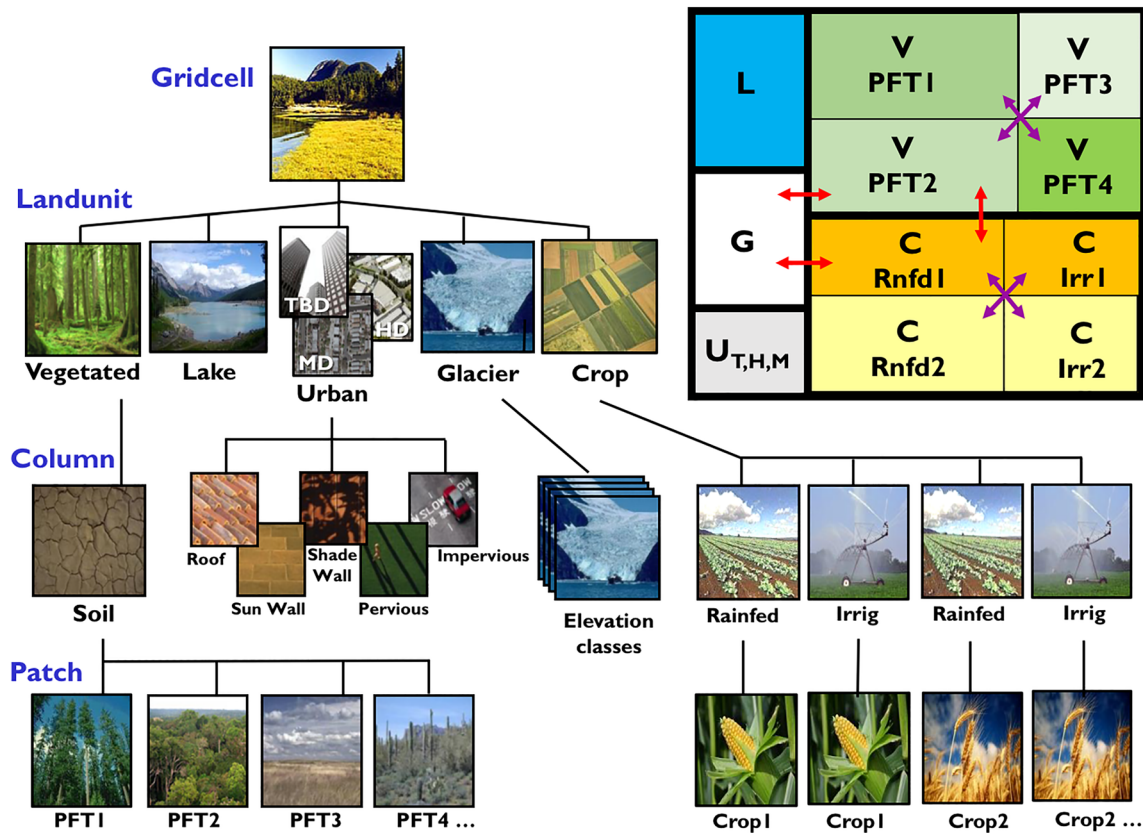 Gridcell
Landunit
TBD
HD
MD
Vegetated
Lake
Urban
Glacier
Crop
L
G
U T,H,M
V
PFT1
V
PFT3
V
PFT2
V
PFT4
C
Rnfd1
C
Irr1
C
Rnfd2
C
Irr2
Column
Soil
Roof
Sun Wall
Shade
Wall
Pervious
SLOW
Impervious
Elevation
classes
Rainfed
Irrig
Rainfed
Irrig
Patch
PFT1
PFT2
PFT3
PFT4 ...
Crop1
Crop1
Crop2
Crop2 ...